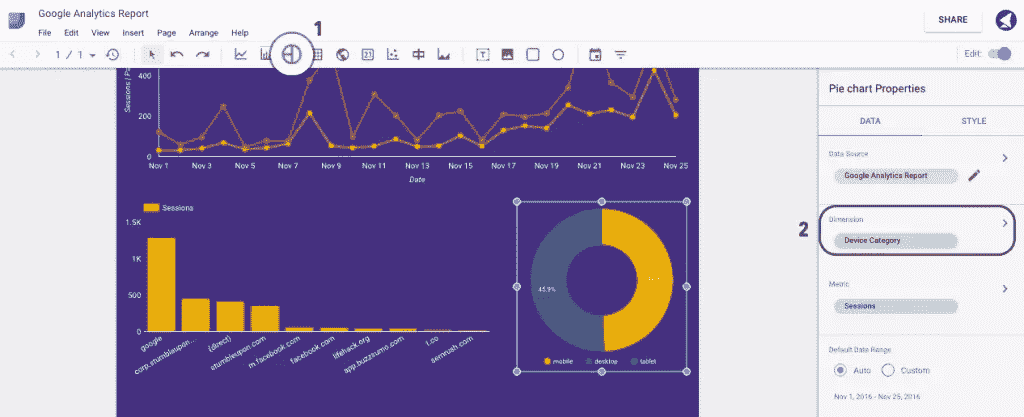 Google Analytics Report
File Edit View Insert Page Arrange Help
1
SHARE
1 / 1
23
T
Edit:
400
200
0
Sessions
Nov 1 Nov 3 Nov 5 Nov 7 Nov 9 Nov 11 Nov 13 Nov 15 Nov 17 Nov 19 Nov 21 Nov 23 Nov 25
Date
Sessions
1.5K
1K
500
0
google
corp.stumbleupon...
(direct)
stumbleupon.com
m.facebook.com
facebook.com
lifehack.org
app.buzzsumo.com
t.co
semrush.com
45.9%
mobile desktop tablet
Pie chart Properties
DATA STYLE
Data Source
Google Analytics Report
2
Dimension
Device Category
Metric
Sessions
Default Date Range
Auto Custom
Nov 1, 2016 - Nov 25, 2016